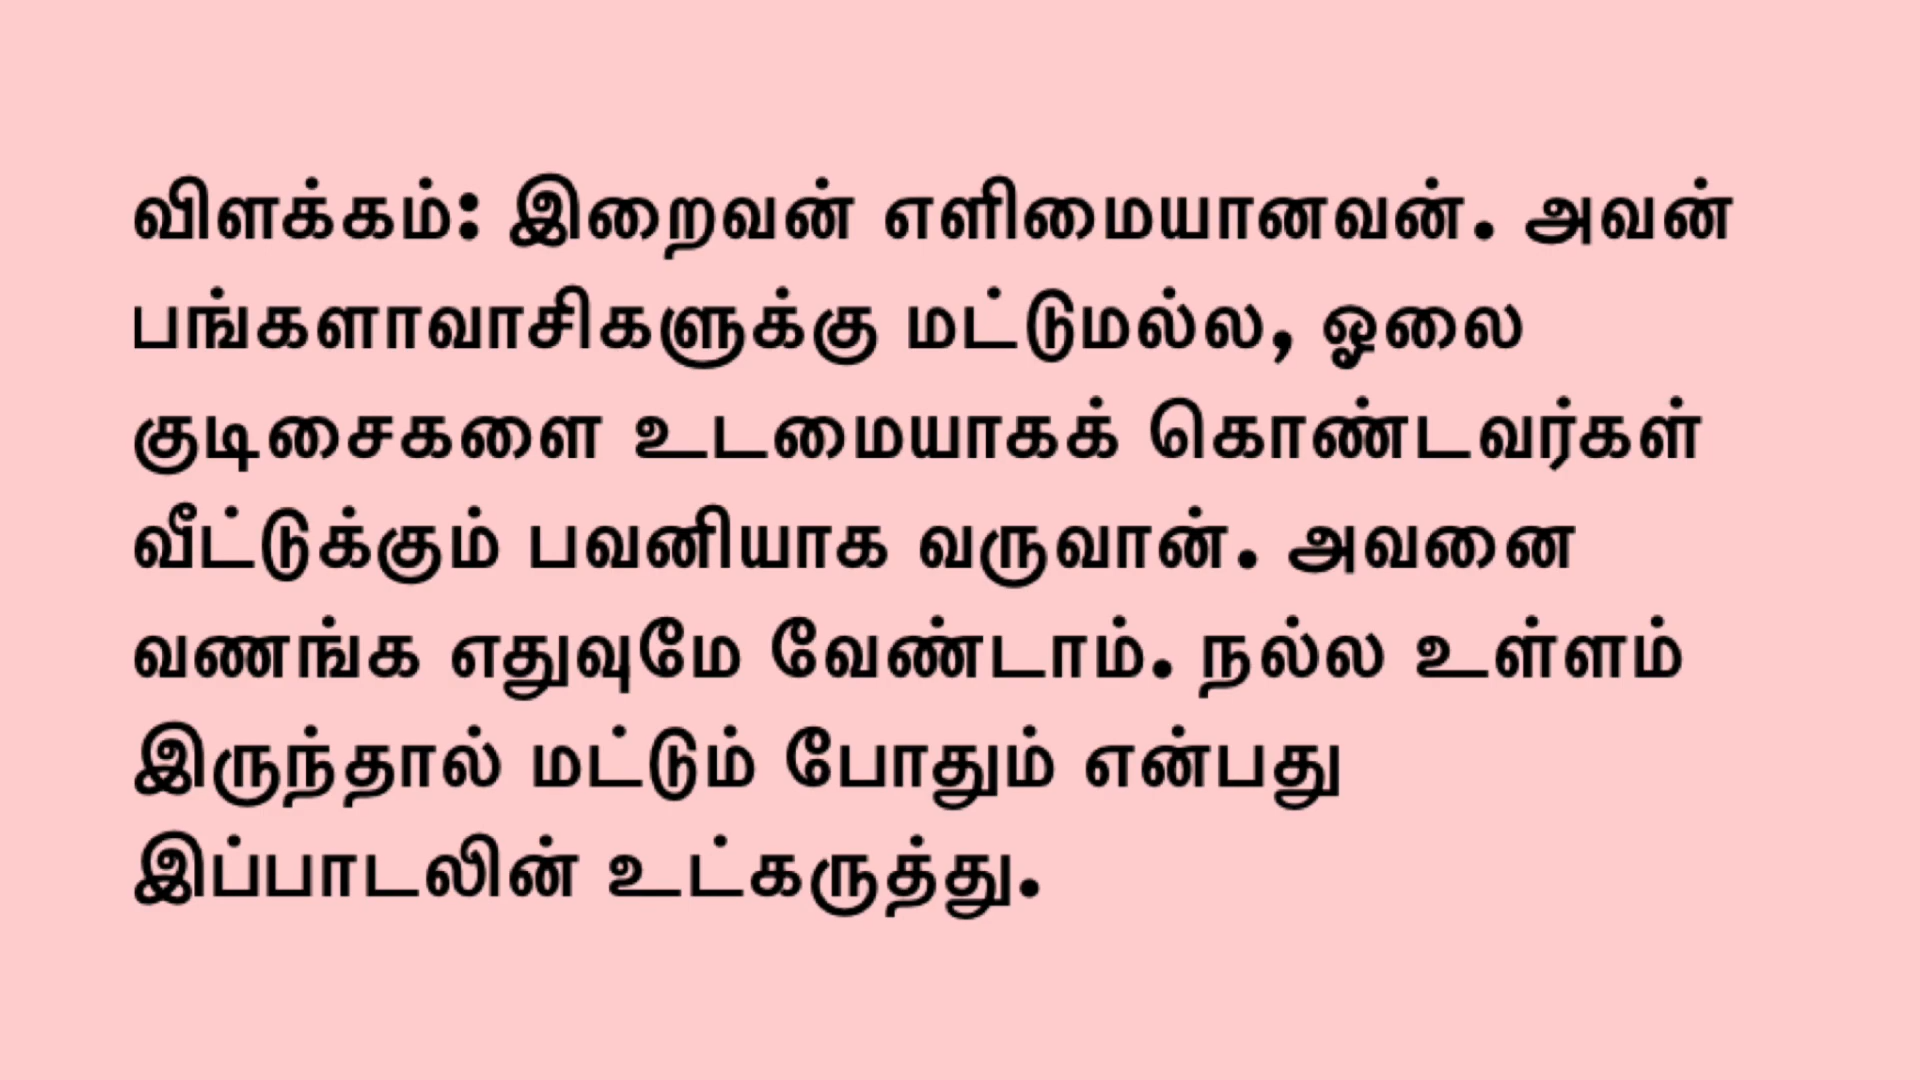 விளக்கம்: இறைவன் எளிமையானவன். அவன்
பங்களாவாசிகளுக்கு மட்டுமல்ல, ஓலை
குடிசைகளை உடமையாகக் கொண்டவர்கள்
வீட்டுக்கும் பவனியாக வருவான். அவனை
வணங்க எதுவுமே வேண்டாம். நல்ல உள்ளம்
இருந்தால் மட்டும் போதும் என்பது
இப்பாடலின் உட்கருத்து.